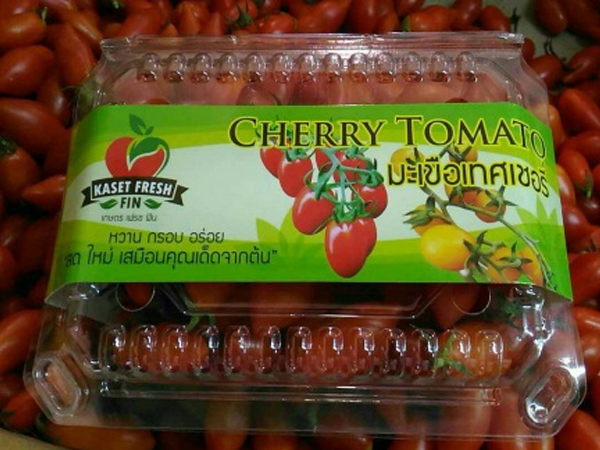 CHERRY TOMATO
มะเขือเทศเชอรี่
KASET FRESH
FIN
เกษตร เฟรช ฟิน
หวาน กรอบ อร่อย
"สด ใหม่ เสมือนคุณเด็ดจากต้น"